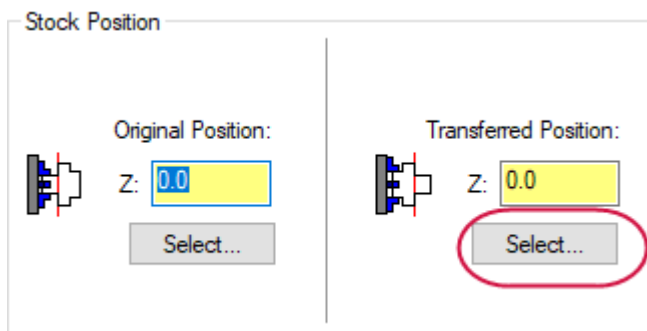 Stock Position
Original Position:
Z: 0.0
Select...
Transferred Position:
Z: 0.0
Select...